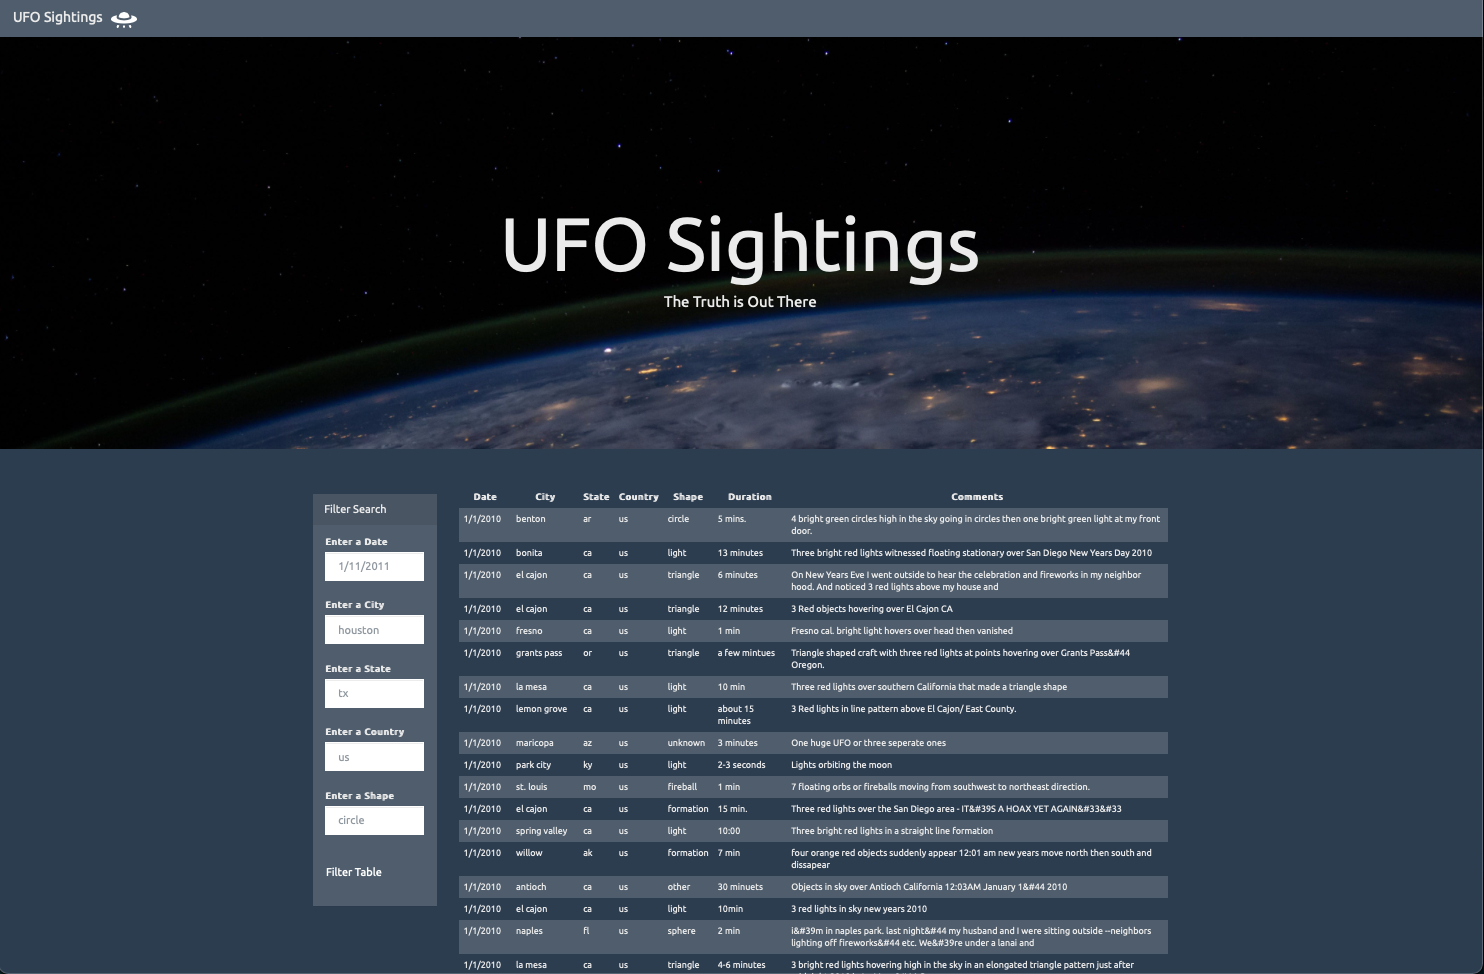 UFO Sightings
UFO Sightings
The Truth is Out There
Filter Search
Enter a Date
1/11/2011
Enter a City
houston
Enter a State
tx
Enter a Country
us
Enter a Shape
circle
Filter Table
Date City State Country Shape Duration Comments
1/1/2010 benton ar us circle 5 mins. 4 bright green circles high in the sky going in circles then one bright green light at my front
door.
1/1/2010 bonita ca us light 13 minutes Three bright red lights witnessed floating stationary over San Diego New Years Day 2010
1/1/2010 el cajon ca us triangle 6 minutes On New Years Eve I went outside to hear the celebration and fireworks in my neighbor
hood. And noticed 3 red lights above my house and
1/1/2010 el cajon ca us triangle 12 minutes 3 Red objects hovering over El Cajon CA
1/1/2010 fresno ca us light 1 min Fresno cal. bright light hovers over head then vanished
1/1/2010 grants pass or us triangle a few mintues Triangle shaped craft with three red lights at points hovering over Grants Pass&#44
Oregon.
1/1/2010 la mesa ca us light 10 min Three red lights over southern California that made a triangle shape
1/1/2010 lemon grove ca us light about 15 3 Red lights in line pattern above El Cajon/ East County.
minutes
1/1/2010 maricopa az us unknown 3 minutes One huge UFO or three seperate ones
1/1/2010 park city ky us light 2-3 seconds Lights orbiting the moon
1/1/2010 st. louis mo us fireball 1 min 7 floating orbs or fireballs moving from southwest to northeast direction.
1/1/2010 el cajon ca us formation 15 min. Three red lights over the San Diego area - IT&#39S A HOAX YET AGAIN&#33&#33
1/1/2010 spring valley ca us light 10:00 Three bright red lights in a straight line formation
1/1/2010 willow ak us formation 7 min four orange red objects suddenly appear 12:01 am new years move north then south and
dissapear
1/1/2010 antioch ca us other 30 minuets Objects in sky over Antioch California 12:03AM January 1&#44 2010
1/1/2010 el cajon ca us light 10min 3 red lights in sky new years 2010
1/1/2010 naples fl us sphere 2 min i&#39m in naples park. last night&#44 my husband and I were sitting outside --neighbors
lighting off fireworks&#44 etc. We&#39re under a lanai and
1/1/2010 la mesa ca us triangle 4-6 minutes 3 bright red lights hovering high in the sky in an elongated triangle pattern just after